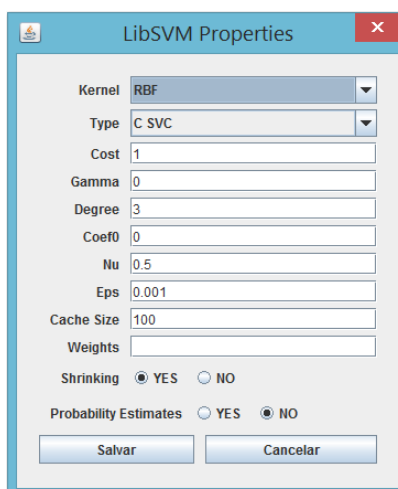 LibSVM Properties
Kernel RBF
Type C SVC
Cost 1
Gamma 0
Degree 3
Coef0 0
Nu 0.5
Eps 0.001
Cache Size 100
Weights
Shrinking YES NO
Probability Estimates YES NO
Salvar Cancelar